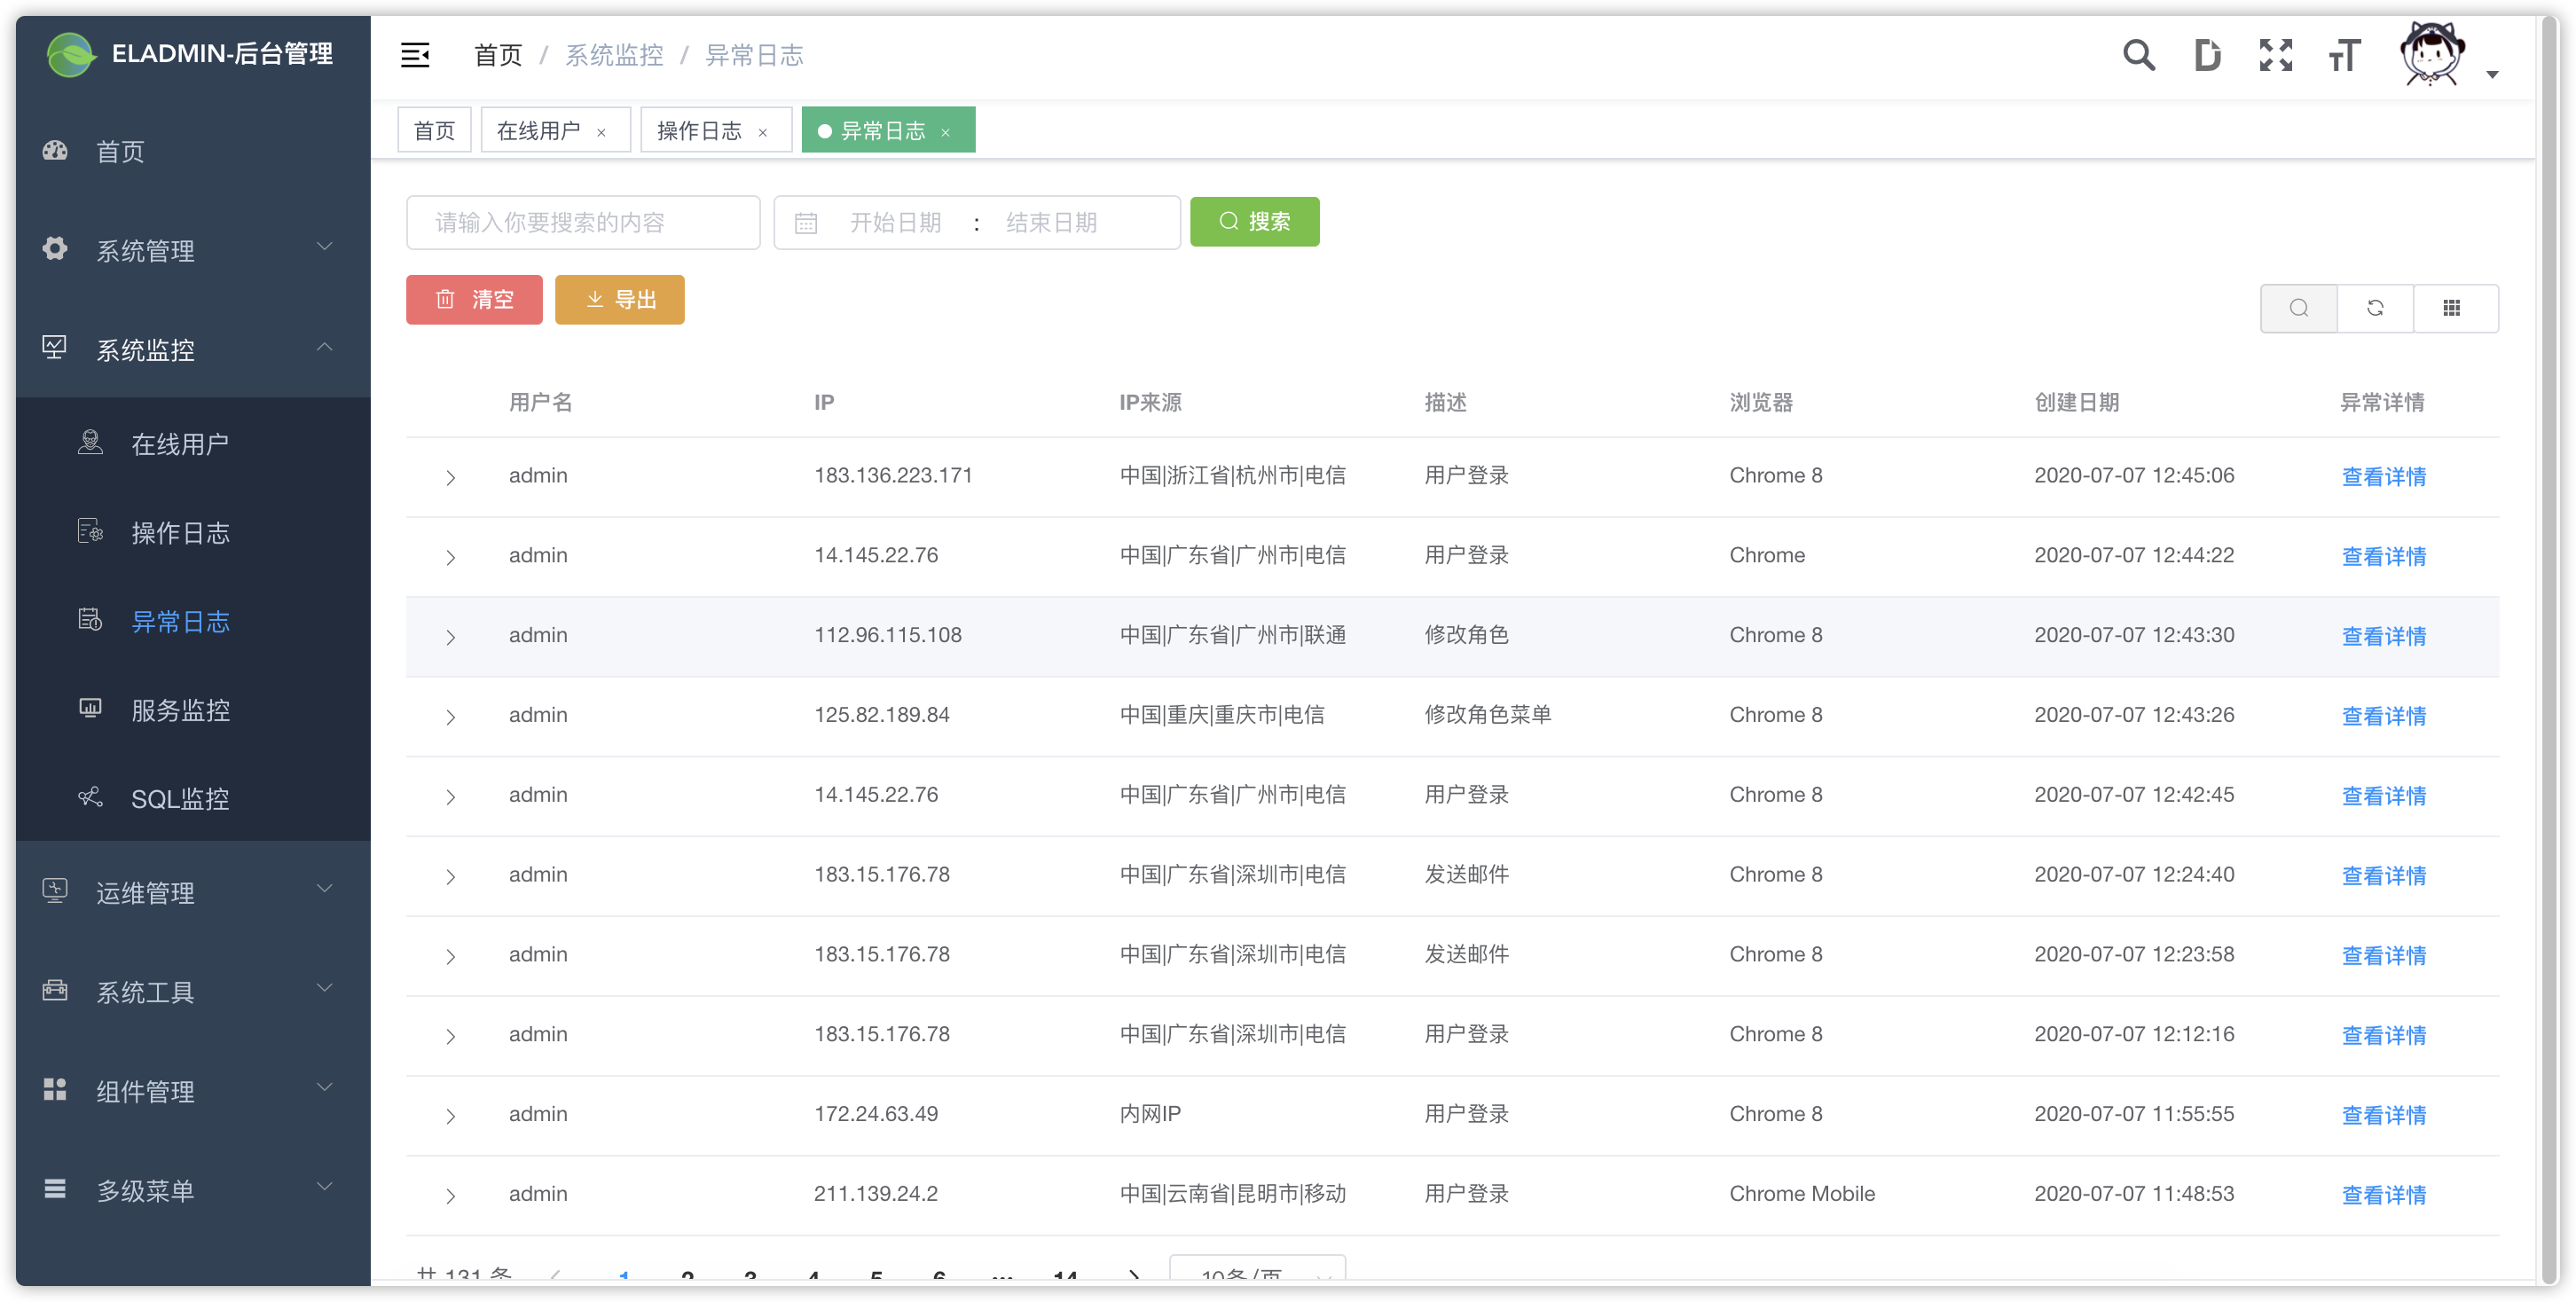 ELADMIN-后台管理
首页
系统管理
系统监控
在线用户
操作日志
异常日志
服务监控
SQL监控
运维管理
系统工具
组件管理
多级菜单
首页 / 系统监控 / 异常日志
首页 在线用户 × 操作日志 × 异常日志 ×
请输入你要搜索的内容 开始日期 : 结束日期 搜索
清空 导出
用户名 IP IP来源 描述 浏览器 创建日期 异常详情
admin 183.136.223.171 中国|浙江省|杭州市|电信 用户登录 Chrome 8 2020-07-07 12:45:06 查看详情
admin 14.145.22.76 中国|广东省|广州市|电信 用户登录 Chrome 2020-07-07 12:44:22 查看详情
admin 112.96.115.108 中国|广东省|广州市|联通 修改角色 Chrome 8 2020-07-07 12:43:30 查看详情
admin 125.82.189.84 中国|重庆|重庆市|电信 修改角色菜单 Chrome 8 2020-07-07 12:43:26 查看详情
admin 14.145.22.76 中国|广东省|广州市|电信 用户登录 Chrome 8 2020-07-07 12:42:45 查看详情
admin 183.15.176.78 中国|广东省|深圳市|电信 发送邮件 Chrome 8 2020-07-07 12:24:40 查看详情
admin 183.15.176.78 中国|广东省|深圳市|电信 发送邮件 Chrome 8 2020-07-07 12:23:58 查看详情
admin 183.15.176.78 中国|广东省|深圳市|电信 用户登录 Chrome 8 2020-07-07 12:12:16 查看详情
admin 172.24.63.49 内网IP 用户登录 Chrome 8 2020-07-07 11:55:55 查看详情
admin 211.139.24.2 中国|云南省|昆明市|移动 用户登录 Chrome Mobile 2020-07-07 11:48:53 查看详情
共 131 条 1 2 3 4 5 6 ... 14 10条/页